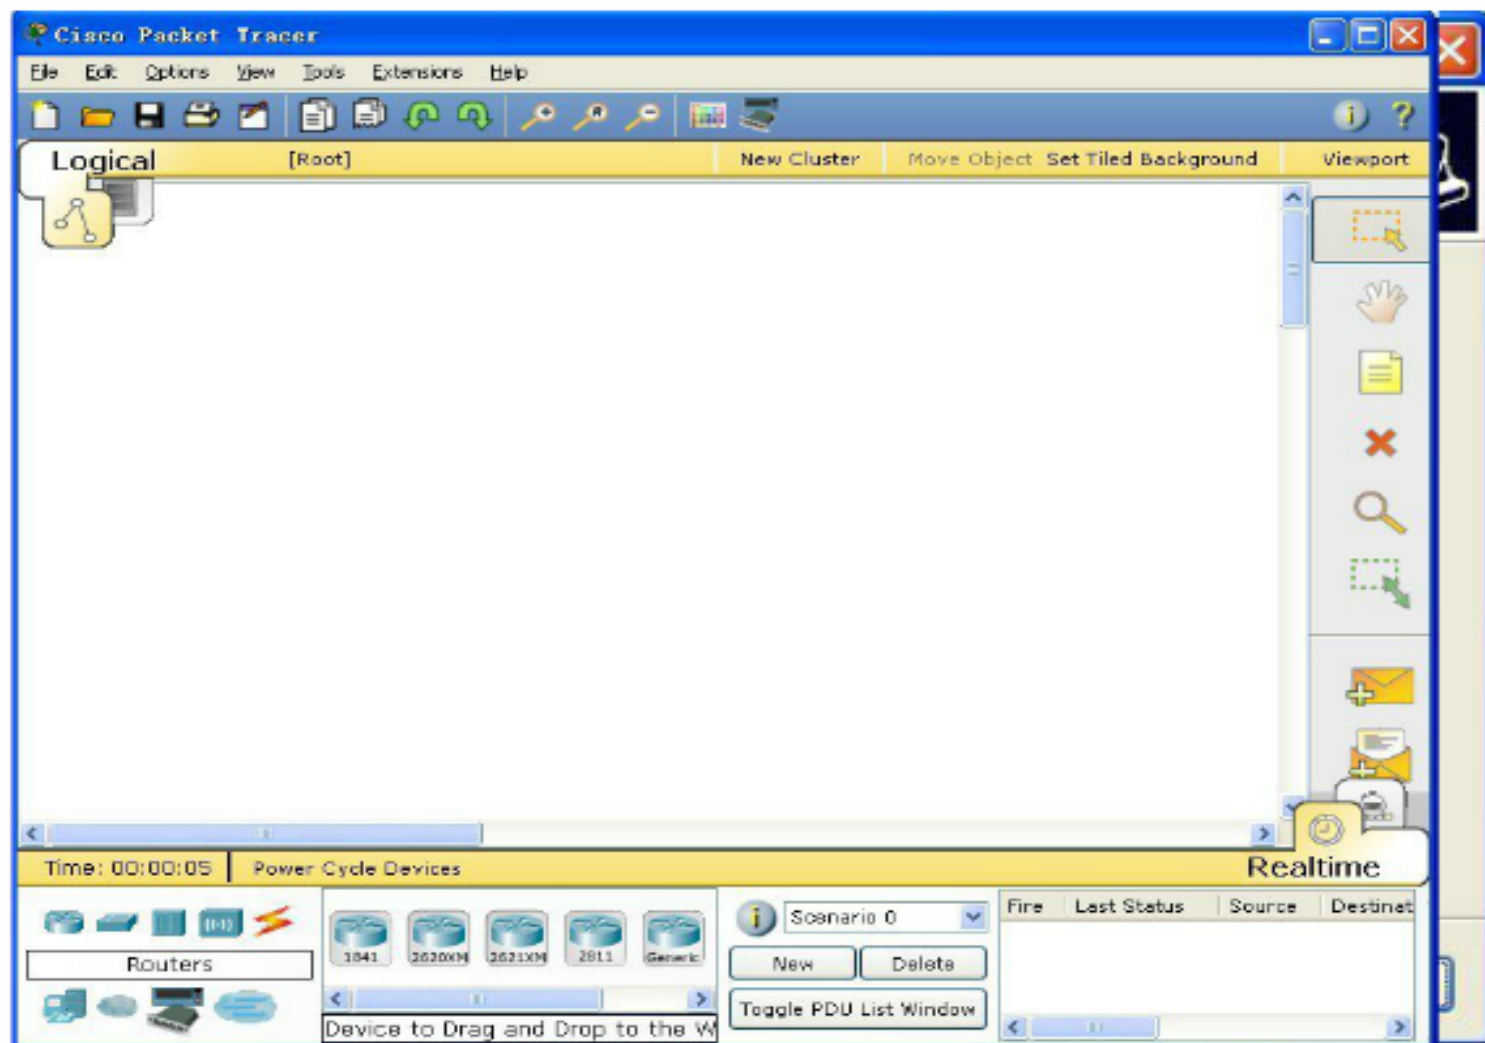 Cisco Packet Tracer
File Edit Options View Tools Extensions Help
Logical [Root] New Cluster Move Object Set Tiled Background Viewport
Time: 00:00:05 Power Cycle Devices Realtime
Scenario 0
Fire Last Status Source Destinat
1841 2620XM 2621XM 2811 Generic
Routers
New Delete
Toggle PDU List Window
Device to Drag and Drop to the W